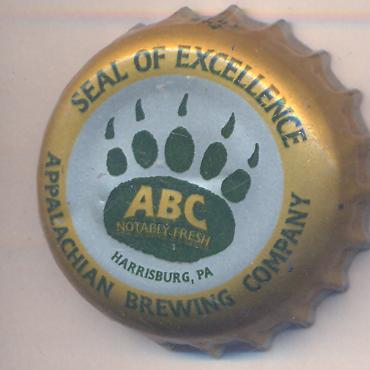 SEAL OF EXCELLENCE
ABC
NOTABLY FRESH
HARRISBURG, PA
APPALACHIAN BREWING COMPANY